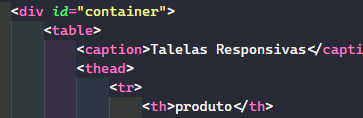 <div id="container">
<table>
<caption>Talelas Responsivas</capti
<thead>
<tr>
<th>produto</th>